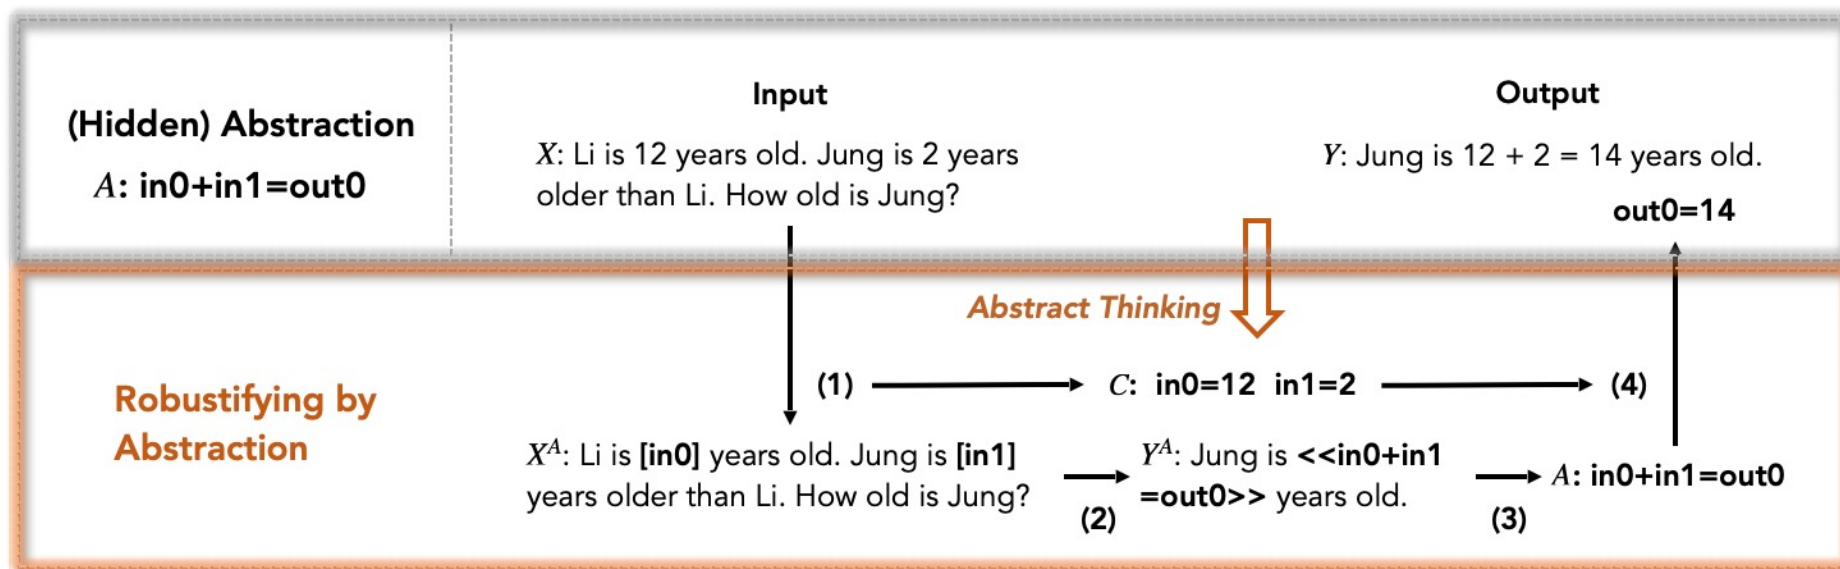 (Hidden) Abstraction
A: in0+in1=out0
Input
X: Li is 12 years old. Jung is 2 years
older than Li. How old is Jung?
Output
Y: Jung is 12 + 2 = 14 years old.
out0=14
Abstract Thinking
Robustifying by
Abstraction
(1)
C: in0=12 in1=2
(4)
Xᴬ: Li is [in0] years old. Jung is [in1]
years older than Li. How old is Jung?
(2)
Yᴬ: Jung is <<in0+in1
=out0>> years old.
(3)
A: in0+in1=out0